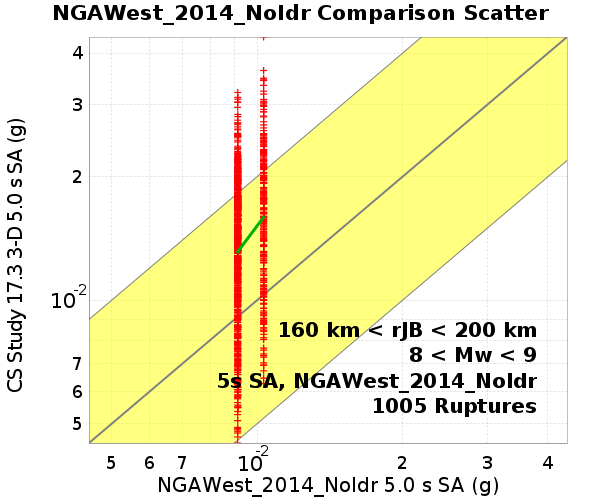 NGAWest_2014_NoIdr Comparison Scatter
CS Study 17.3 3-D 5.0 s SA (g)
4
3
2
10-2
7
6
5
160 km < rJB < 200 km
8 < Mw < 9
5s SA, NGAWest_2014_NoIdr
1005 Ruptures
5 6 7 10-2 2 3 4
NGAWest_2014_NoIdr 5.0 s SA (g)